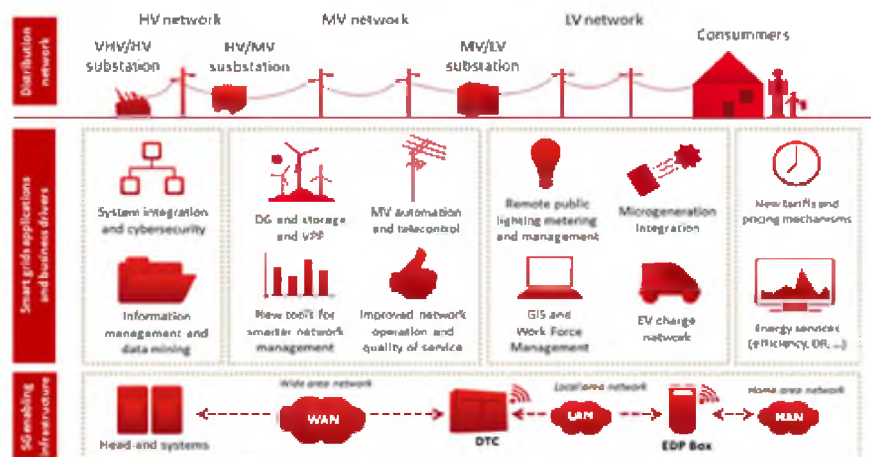 Distribution
network
HV network
MV network
LV network
VHV/HV
substation
HV/MV
susbstation
MV/LV
substation
Consummers
Smart grids applications
and business drivers
System integration
and cybersecurity
DG and storage
and VPP
MV automation
and telecontrol
Remote public
lighting metering
and management
Microgeneration
Integration
New tariffs and
pricing mechanisms
Information
management and
data mining
New tools for
smarter network
management
Improved network
operation and
quality of service
GIS and
Work Force
Management
EV charge
network
Energy services
(efficiency, DR, ...)
SG enabling
infrastructure
Wide area network
Local area network
Home area network
WAN
LAN
HAN
Head-end systems
DTC
EDP Box